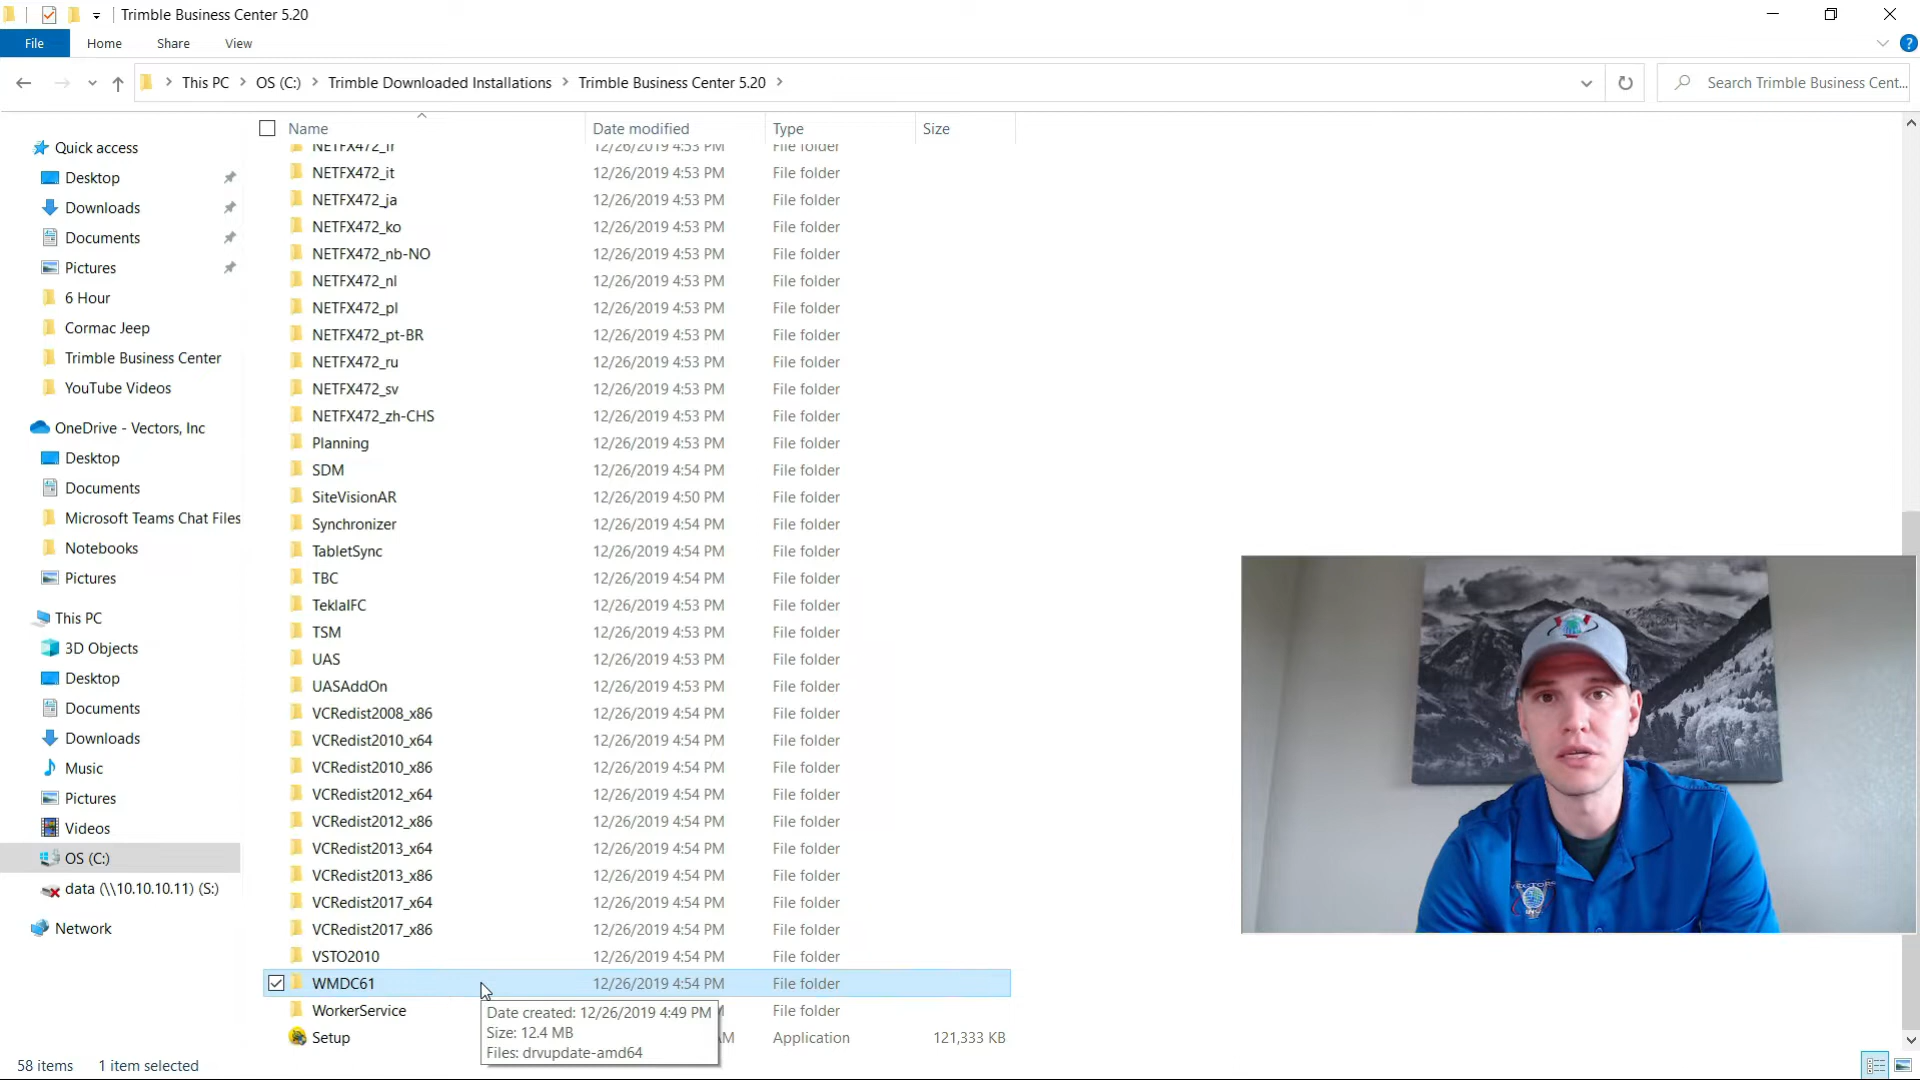 Trimble Business Center 5.20
File Home Share View
This PC OS (C:) Trimble Downloaded Installations Trimble Business Center 5.20
Search Trimble Business Cent...
Name Date modified Type Size
Quick access
Desktop
Downloads
Documents
Pictures
6 Hour
Cormac Jeep
Trimble Business Center
YouTube Videos
OneDrive - Vectors, Inc
Desktop
Documents
Microsoft Teams Chat Files
Notebooks
Pictures
This PC
3D Objects
Desktop
Documents
Downloads
Music
Pictures
Videos
OS (C:)
data (\\10.10.10.11) (S:)
Network
NETFX472_fr 12/26/2019 4:53 PM File folder
NETFX472_it 12/26/2019 4:53 PM File folder
NETFX472_ja 12/26/2019 4:53 PM File folder
NETFX472_ko 12/26/2019 4:53 PM File folder
NETFX472_nb-NO 12/26/2019 4:53 PM File folder
NETFX472_nl 12/26/2019 4:53 PM File folder
NETFX472_pl 12/26/2019 4:53 PM File folder
NETFX472_pt-BR 12/26/2019 4:53 PM File folder
NETFX472_ru 12/26/2019 4:53 PM File folder
NETFX472_sv 12/26/2019 4:53 PM File folder
NETFX472_zh-CHS 12/26/2019 4:53 PM File folder
Planning 12/26/2019 4:53 PM File folder
SDM 12/26/2019 4:54 PM File folder
SiteVisionAR 12/26/2019 4:50 PM File folder
Synchronizer 12/26/2019 4:54 PM File folder
TabletSync 12/26/2019 4:54 PM File folder
TBC 12/26/2019 4:54 PM File folder
TeklaIFC 12/26/2019 4:53 PM File folder
TSM 12/26/2019 4:53 PM File folder
UAS 12/26/2019 4:53 PM File folder
UASAddOn 12/26/2019 4:53 PM File folder
VCRedist2008_x86 12/26/2019 4:54 PM File folder
VCRedist2010_x64 12/26/2019 4:54 PM File folder
VCRedist2010_x86 12/26/2019 4:54 PM File folder
VCRedist2012_x64 12/26/2019 4:54 PM File folder
VCRedist2012_x86 12/26/2019 4:54 PM File folder
VCRedist2013_x64 12/26/2019 4:54 PM File folder
VCRedist2013_x86 12/26/2019 4:54 PM File folder
VCRedist2017_x64 12/26/2019 4:54 PM File folder
VCRedist2017_x86 12/26/2019 4:54 PM File folder
VSTO2010 12/26/2019 4:54 PM File folder
WMDC61 12/26/2019 4:54 PM File folder
WorkerService File folder
Setup Application 121,333 KB
Date created: 12/26/2019 4:49 PM
Size: 12.4 MB
Files: drvupdate-amd64
58 items 1 item selected
VECTORS